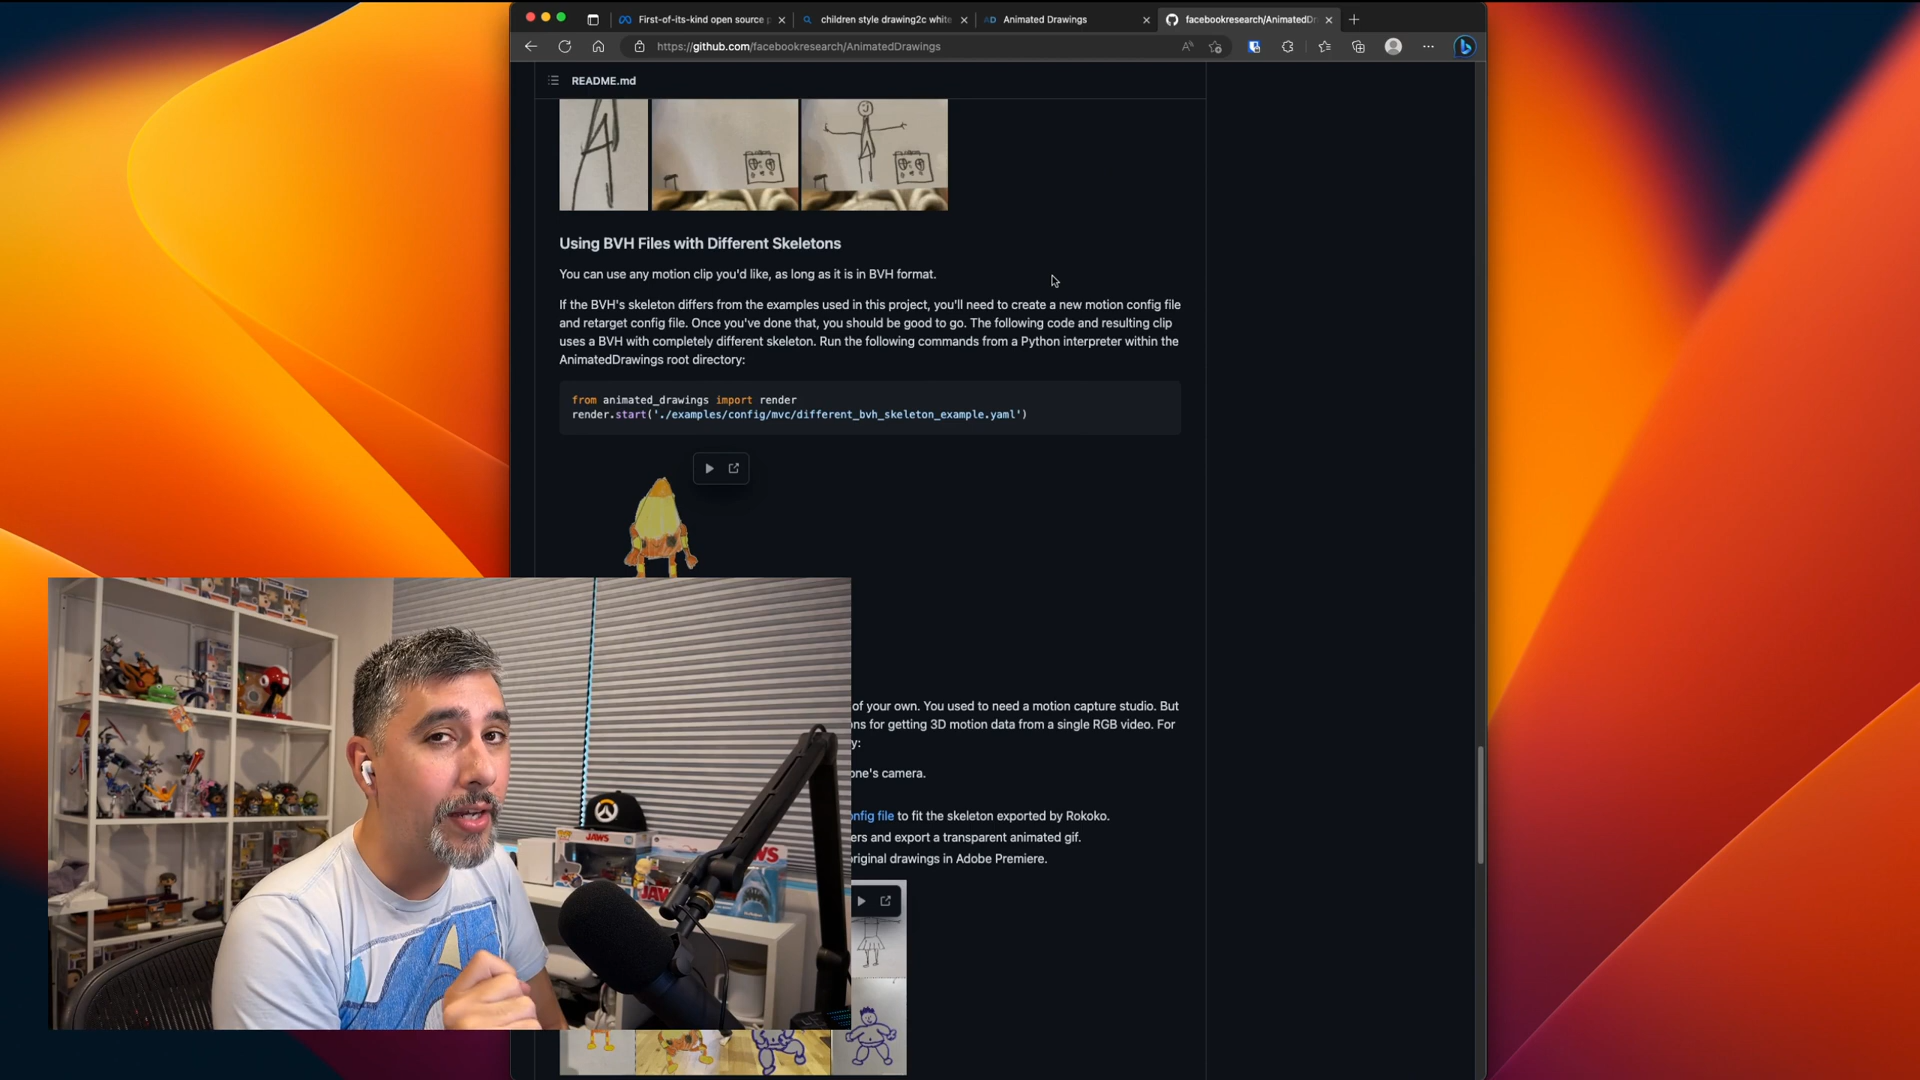 First-of-its-kind open source p
children style drawing2c white
Animated Drawings
facebookresearch/AnimatedDr
https://github.com/facebookresearch/AnimatedDrawings
README.md
Using BVH Files with Different Skeletons
You can use any motion clip you'd like, as long as it is in BVH format.
If the BVH's skeleton differs from the examples used in this project, you'll need to create a new motion config file
and retarget config file. Once you've done that, you should be good to go. The following code and resulting clip
uses a BVH with completely different skeleton. Run the following commands from a Python interpreter within the
AnimatedDrawings root directory:
from animated_drawings import render
render.start('./examples/config/mvc/different_bvh_skeleton_example.yaml')
of your own. You used to need a motion capture studio. But
ons for getting 3D motion data from a single RGB video. For
y:
one's camera.
onfig file to fit the skeleton exported by Rokoko.
ers and export a transparent animated gif.
original drawings in Adobe Premiere.
JAWS
JAWS